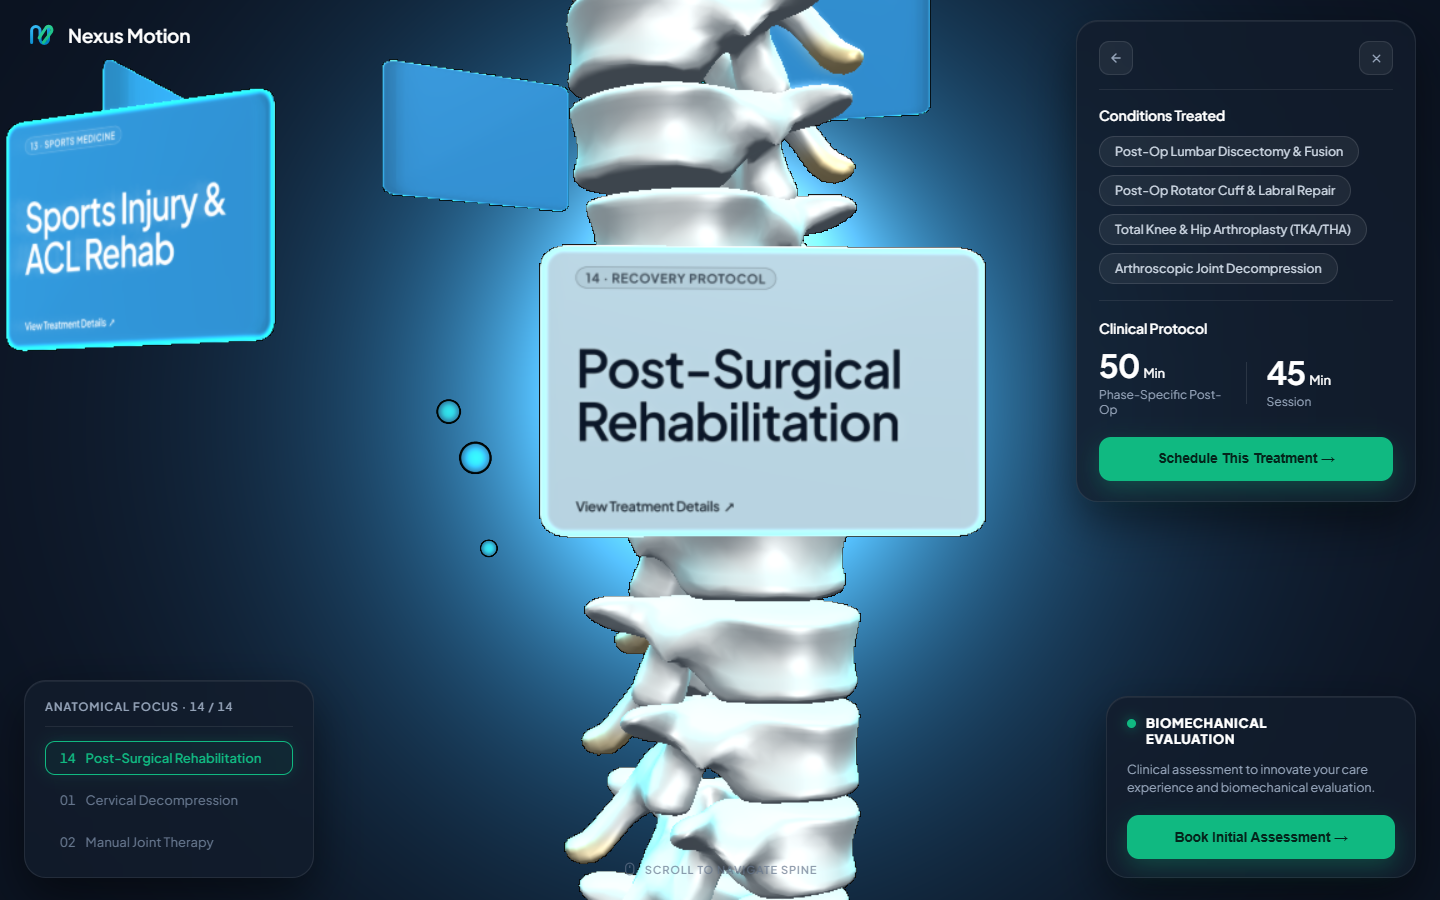 Nexus Motion
13 · SPORTS MEDICINE
Sports Injury &
ACL Rehab
View Treatment Details ↗
14 · RECOVERY PROTOCOL
Post-Surgical
Rehabilitation
View Treatment Details ↗
Conditions Treated
Post-Op Lumbar Discectomy & Fusion
Post-Op Rotator Cuff & Labral Repair
Total Knee & Hip Arthroplasty (TKA/THA)
Arthroscopic Joint Decompression
Clinical Protocol
50 Min
Phase-Specific Post-
Op
45 Min
Session
Schedule This Treatment →
ANATOMICAL FOCUS · 14 / 14
14 Post-Surgical Rehabilitation
01 Cervical Decompression
02 Manual Joint Therapy
SCROLL TO NAVIGATE SPINE
BIOMECHANICAL
EVALUATION
Clinical assessment to innovate your care
experience and biomechanical evaluation.
Book Initial Assessment →